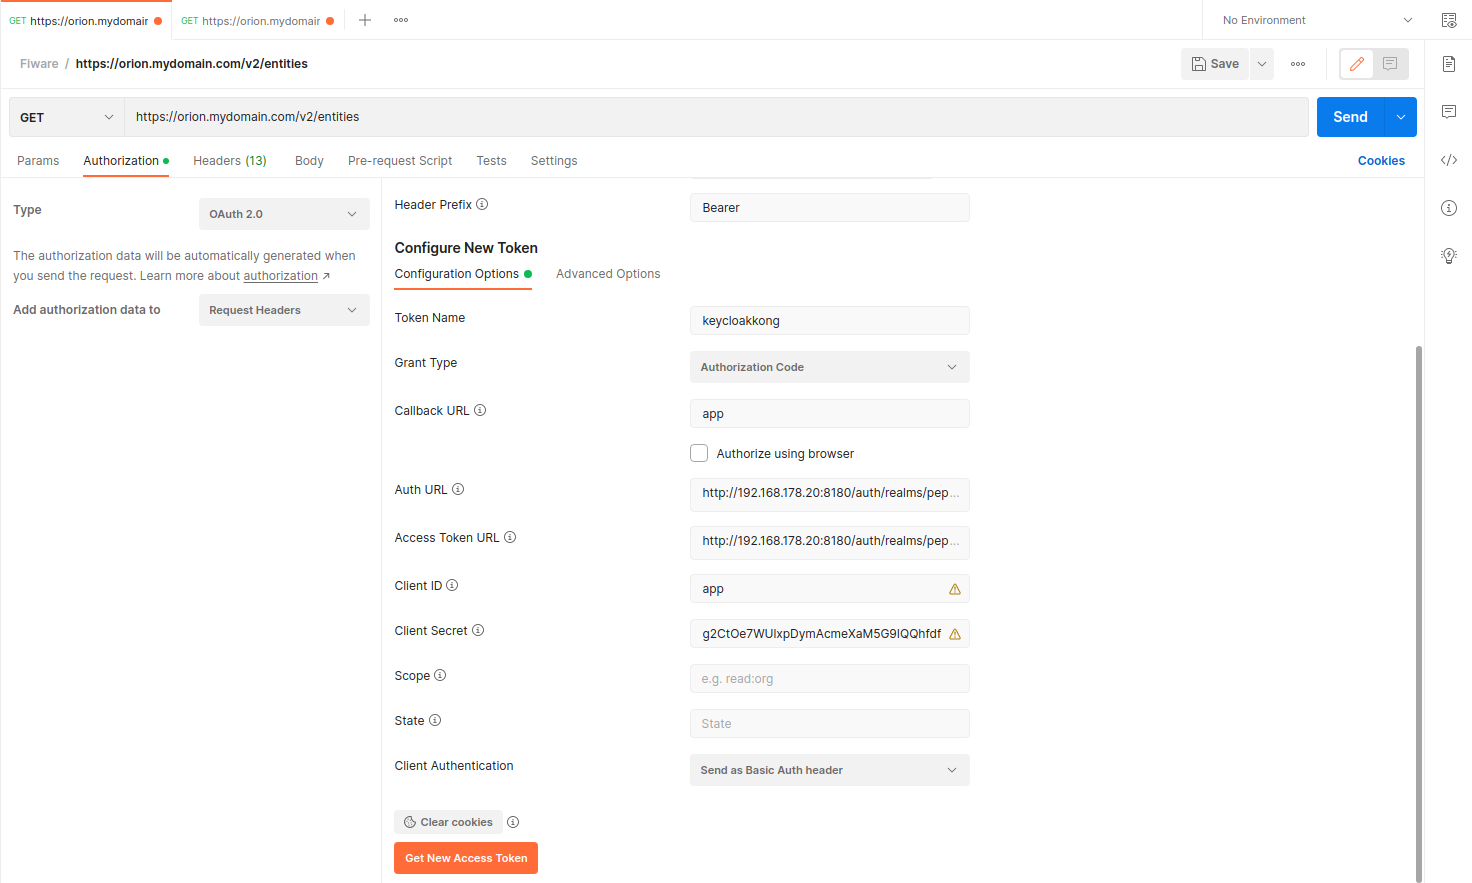 GET https://orion.mydomain GET https://orion.mydomain No Environment
Fiware / https://orion.mydomain.com/v2/entities Save
GET https://orion.mydomain.com/v2/entities Send
Params Authorization Headers (13) Body Pre-request Script Tests Settings Cookies
Type OAuth 2.0
The authorization data will be automatically generated when
you send the request. Learn more about authorization ↗
Add authorization data to Request Headers
Header Prefix Bearer
Configure New Token
Configuration Options Advanced Options
Token Name keycloakkong
Grant Type Authorization Code
Callback URL app
Authorize using browser
Auth URL http://192.168.178.20:8180/auth/realms/pep...
Access Token URL http://192.168.178.20:8180/auth/realms/pep...
Client ID app
Client Secret g2CtOe7WUlxpDymAcmeXaM5G9lQQhfdf
Scope e.g. read:org
State State
Client Authentication Send as Basic Auth header
Clear cookies
Get New Access Token